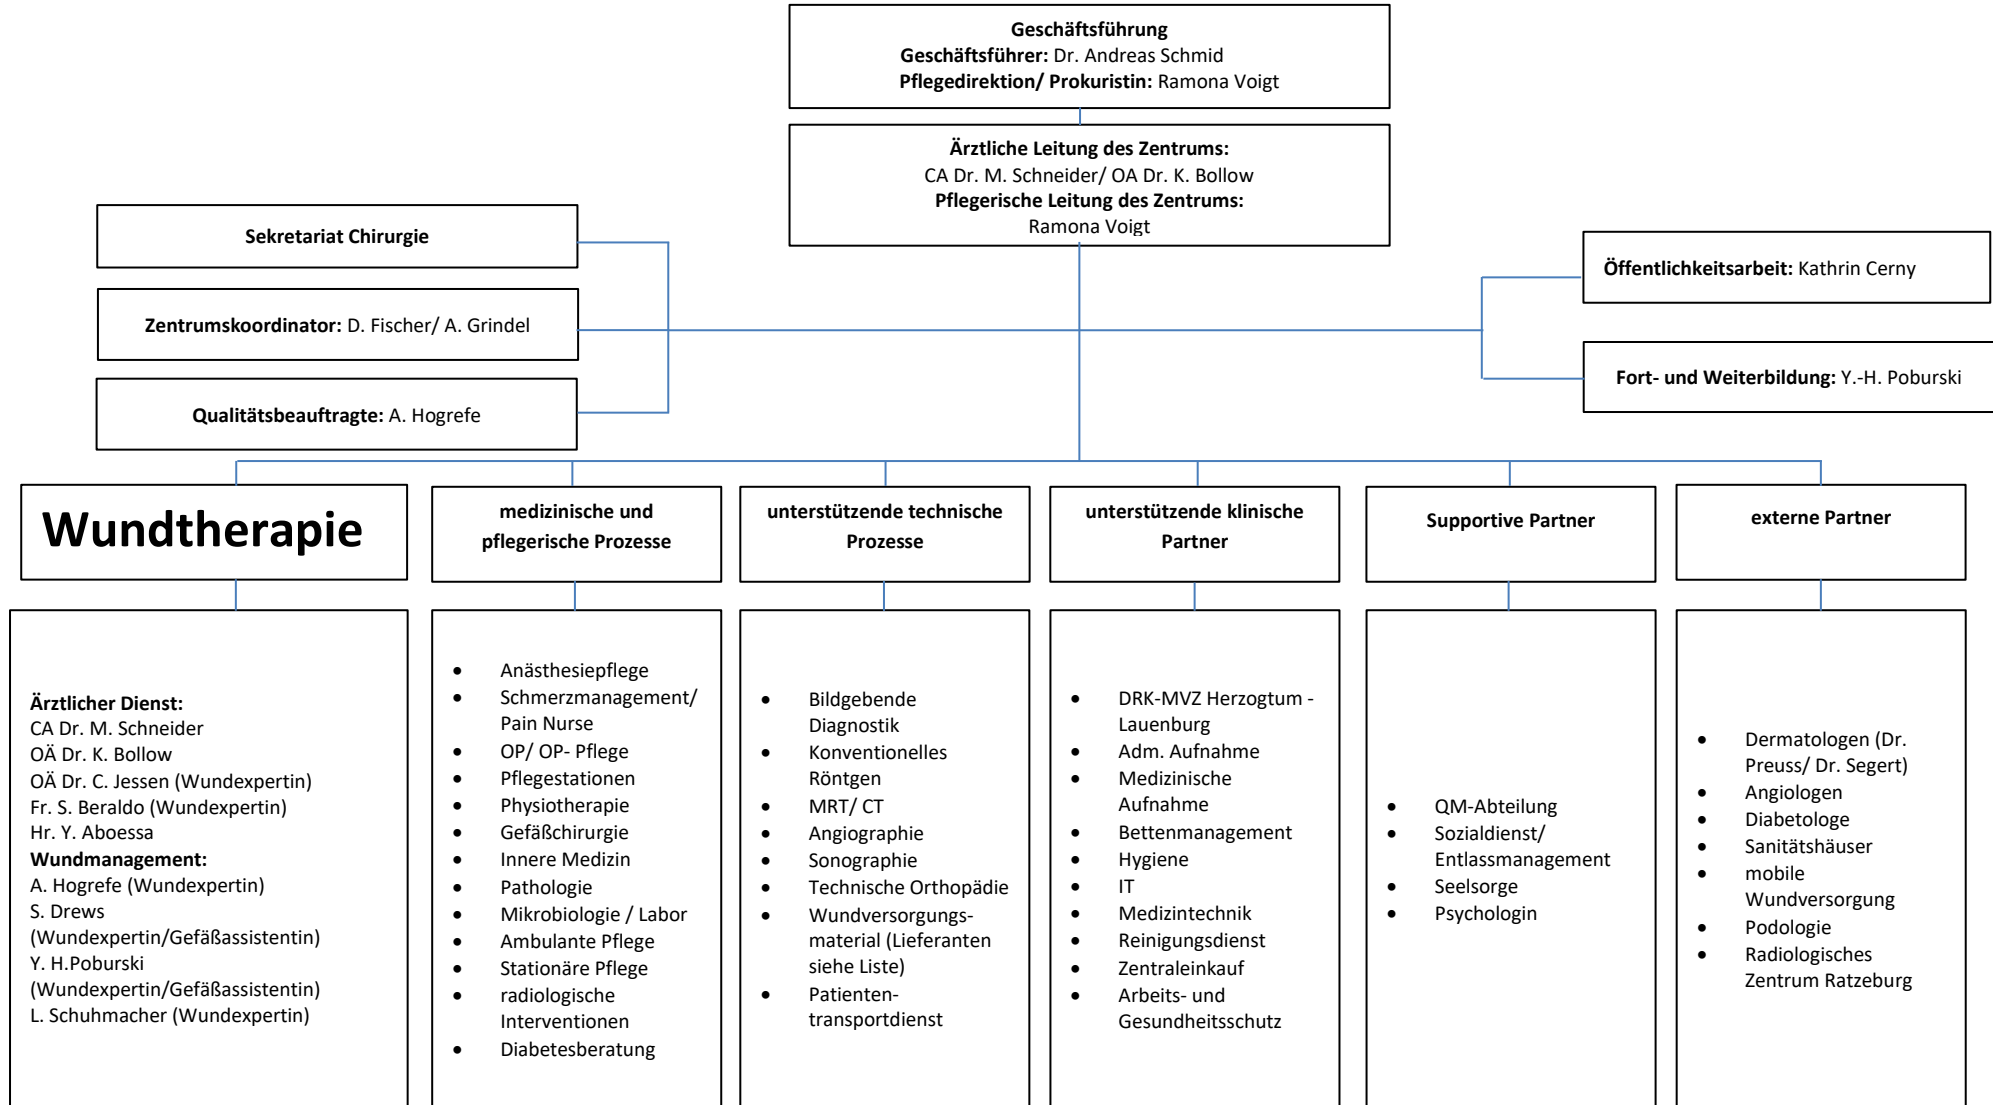 Geschäftsführung
Geschäftsführer: Dr. Andreas Schmid
Pflegedirektion/ Prokuristin: Ramona Voigt
Ärztliche Leitung des Zentrums:
CA Dr. M. Schneider/ OA Dr. K. Bollow
Pflegerische Leitung des Zentrums:
Ramona Voigt
Sekretariat Chirurgie
Zentrumskoordinator: D. Fischer/ A. Grindel
Qualitätsbeauftragte: A. Hogrefe
Öffentlichkeitsarbeit: Kathrin Cerny
Fort- und Weiterbildung: Y.-H. Poburski
Wundtherapie
Ärztlicher Dienst:
CA Dr. M. Schneider
OÄ Dr. K. Bollow
OÄ Dr. C. Jessen (Wundexpertin)
Fr. S. Beraldo (Wundexpertin)
Hr. Y. Aboessa
Wundmanagement:
A. Hogrefe (Wundexpertin)
S. Drews
(Wundexpertin/Gefäßassistentin)
Y. H.Poburski
(Wundexpertin/Gefäßassistentin)
L. Schuhmacher (Wundexpertin)
medizinische und
pflegerische Prozesse
• Anästhesiepflege
• Schmerzmanagement/
Pain Nurse
• OP/ OP- Pflege
• Pflegestationen
• Physiotherapie
• Gefäßchirurgie
• Innere Medizin
• Pathologie
• Mikrobiologie / Labor
• Ambulante Pflege
• Stationäre Pflege
• radiologische
Interventionen
• Diabetesberatung
unterstützende technische
Prozesse
• Bildgebende
Diagnostik
• Konventionelles
Röntgen
• MRT/ CT
• Angiographie
• Sonographie
• Technische Orthopädie
• Wundversorgungs-
material (Lieferanten
siehe Liste)
• Patienten-
transportdienst
unterstützende klinische
Partner
• DRK-MVZ Herzogtum -
Lauenburg
• Adm. Aufnahme
• Medizinische
Aufnahme
• Bettenmanagement
• Hygiene
• IT
• Medizintechnik
• Reinigungsdienst
• Zentraleinkauf
• Arbeits- und
Gesundheitsschutz
Supportive Partner
• QM-Abteilung
• Sozialdienst/
Entlassmanagement
• Seelsorge
• Psychologin
externe Partner
• Dermatologen (Dr.
Preuss/ Dr. Segert)
• Angiologen
• Diabetologe
• Sanitätshäuser
• mobile
Wundversorgung
• Podologie
• Radiologisches
Zentrum Ratzeburg